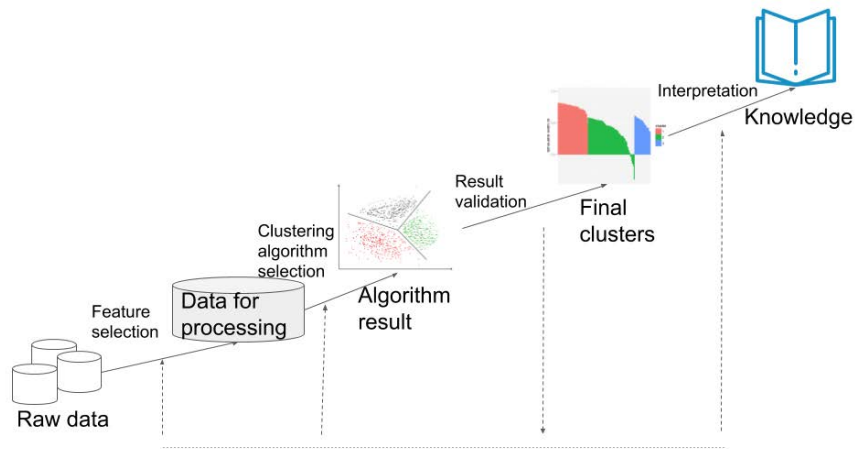 Raw data
Feature
selection
Data for
processing
Clustering
algorithm
selection
Algorithm
result
Result
validation
Final
clusters
Interpretation
Knowledge